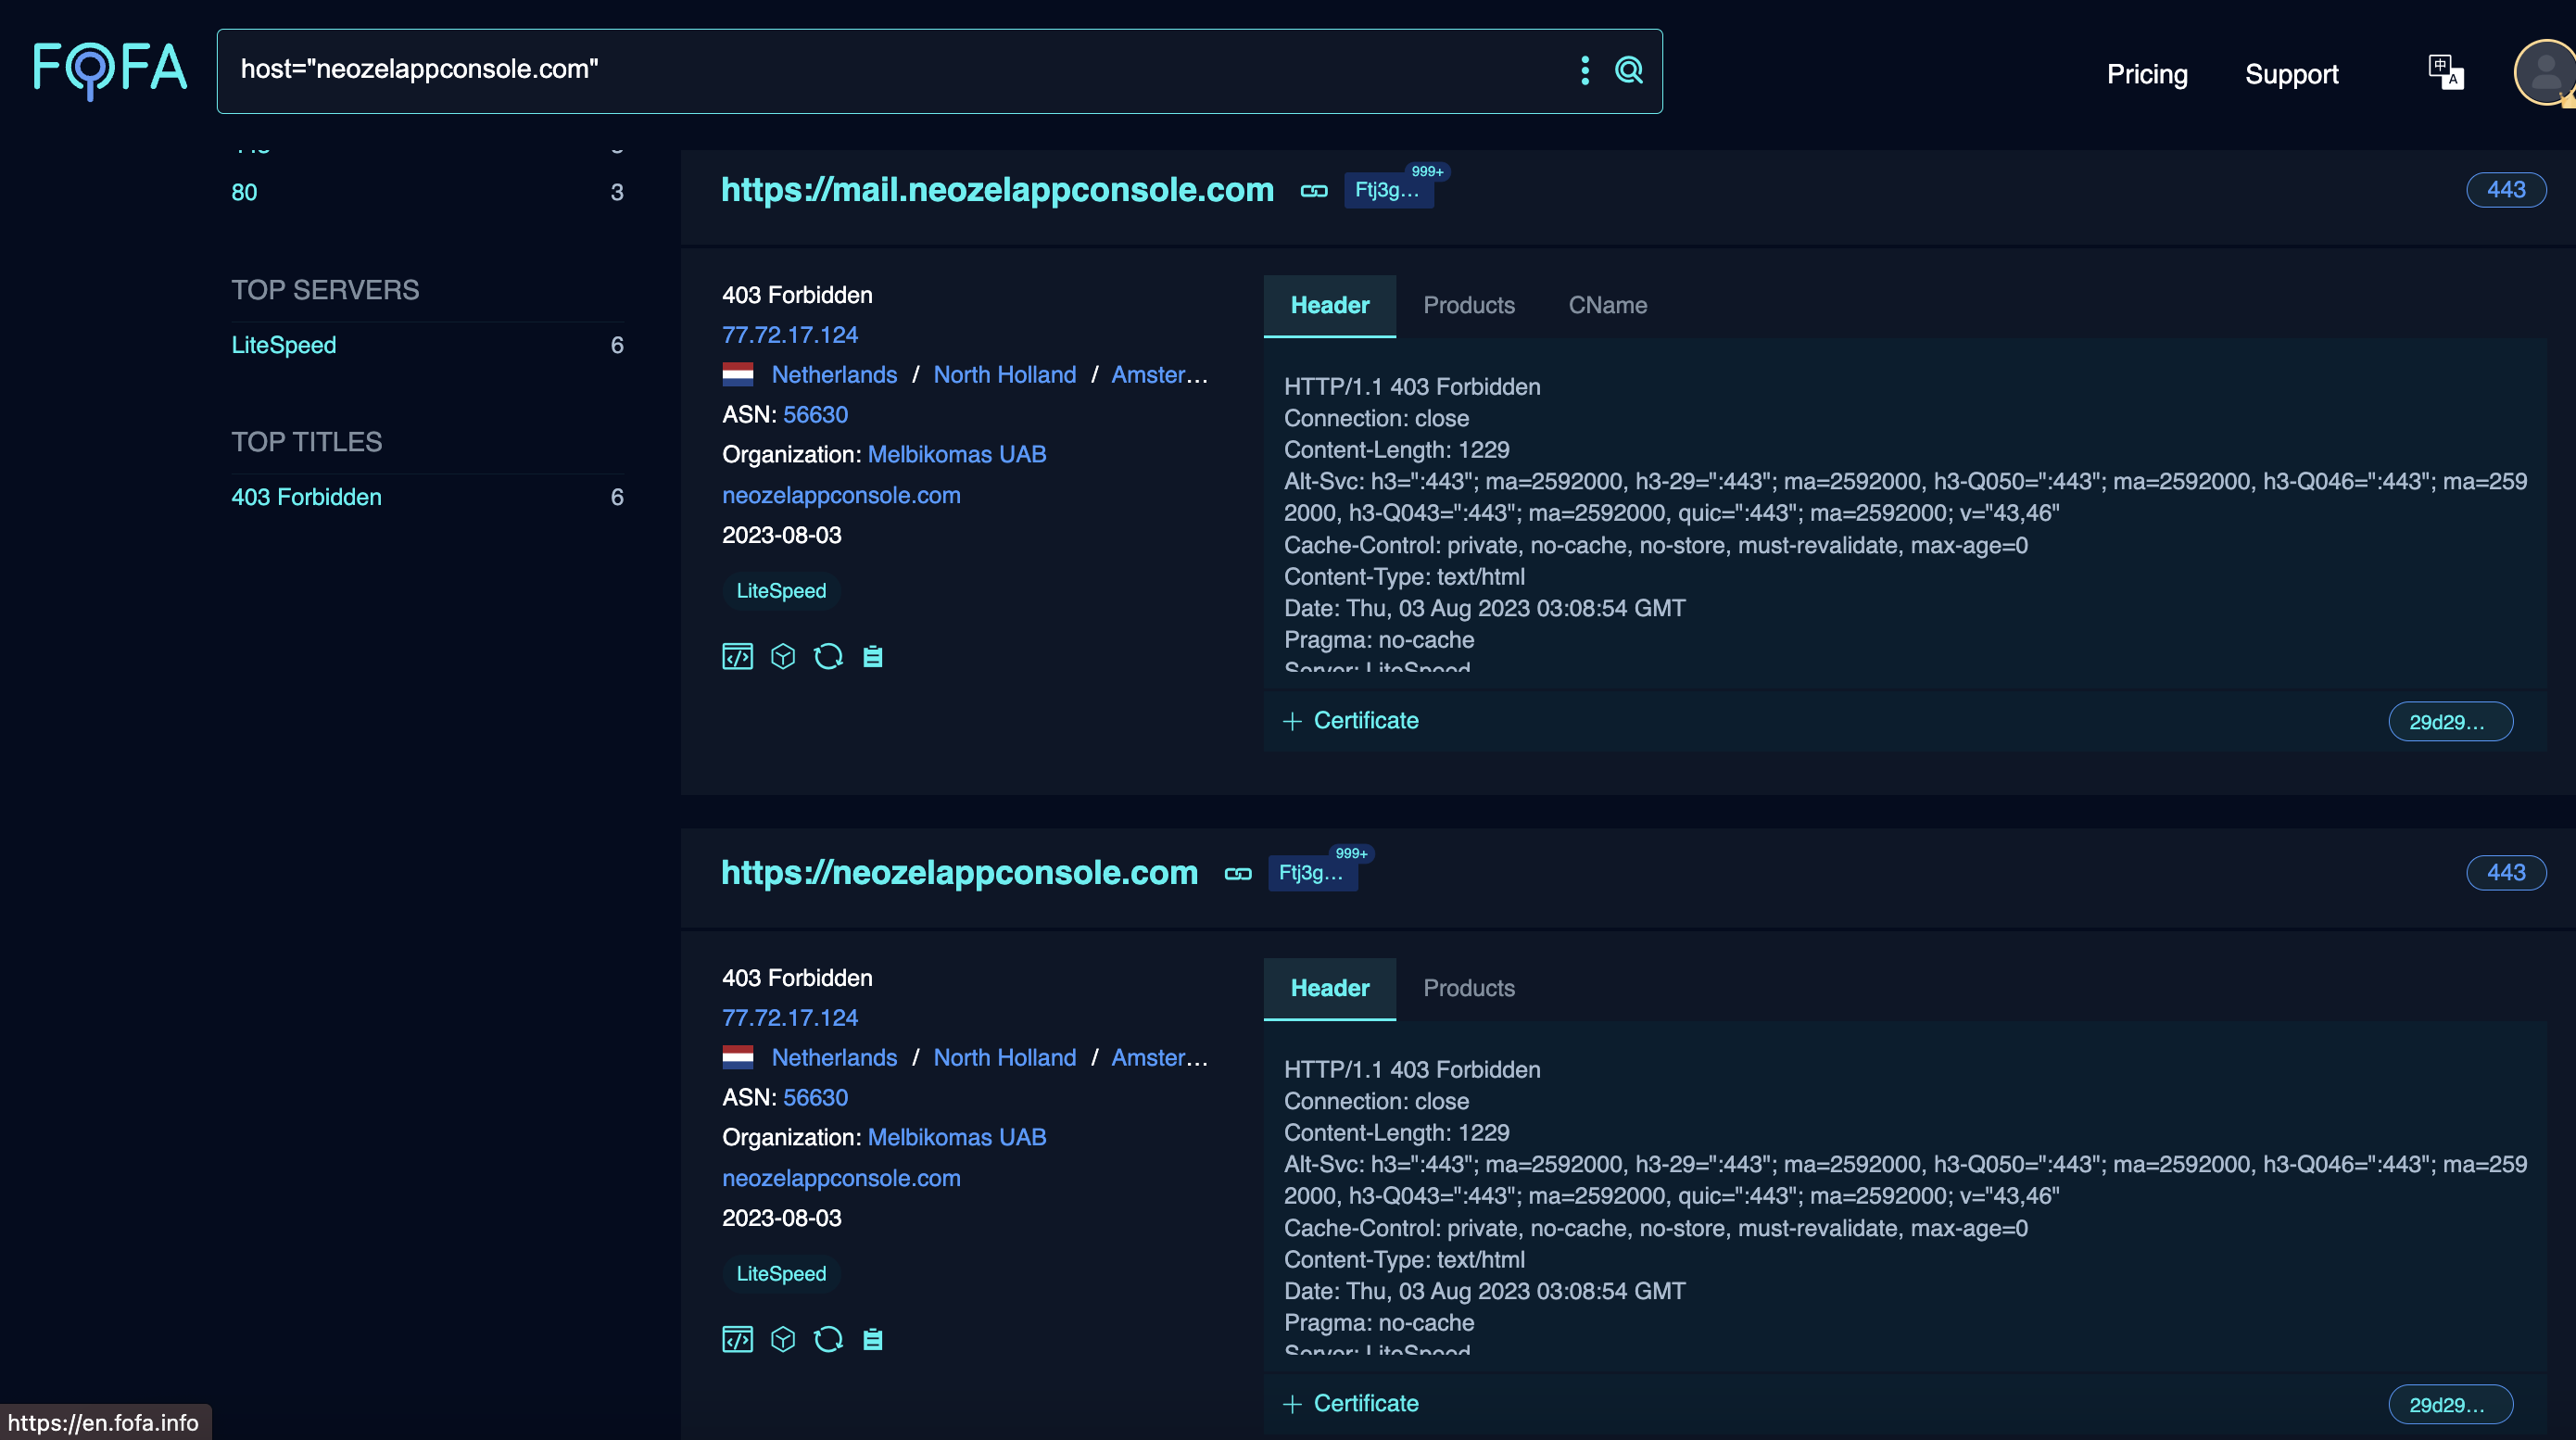 FOFA
host="neozelappconsole.com"
Pricing
Support
80 3
TOP SERVERS
LiteSpeed 6
TOP TITLES
403 Forbidden 6
https://mail.neozelappconsole.com Ftj3g... 999+ 443
403 Forbidden
77.72.17.124
Netherlands / North Holland / Amster...
ASN: 56630
Organization: Melbikomas UAB
neozelappconsole.com
2023-08-03
LiteSpeed
Header Products CName
HTTP/1.1 403 Forbidden
Connection: close
Content-Length: 1229
Alt-Svc: h3=":443"; ma=2592000, h3-29=":443"; ma=2592000, h3-Q050=":443"; ma=2592000, h3-Q046=":443"; ma=259
2000, h3-Q043=":443"; ma=2592000, quic=":443"; ma=2592000; v="43,46"
Cache-Control: private, no-cache, no-store, must-revalidate, max-age=0
Content-Type: text/html
Date: Thu, 03 Aug 2023 03:08:54 GMT
Pragma: no-cache
Server: LiteSpeed
+ Certificate 29d29...
https://neozelappconsole.com Ftj3g... 999+ 443
403 Forbidden
77.72.17.124
Netherlands / North Holland / Amster...
ASN: 56630
Organization: Melbikomas UAB
neozelappconsole.com
2023-08-03
LiteSpeed
Header Products
HTTP/1.1 403 Forbidden
Connection: close
Content-Length: 1229
Alt-Svc: h3=":443"; ma=2592000, h3-29=":443"; ma=2592000, h3-Q050=":443"; ma=2592000, h3-Q046=":443"; ma=259
2000, h3-Q043=":443"; ma=2592000, quic=":443"; ma=2592000; v="43,46"
Cache-Control: private, no-cache, no-store, must-revalidate, max-age=0
Content-Type: text/html
Date: Thu, 03 Aug 2023 03:08:54 GMT
Pragma: no-cache
Server: LiteSpeed
+ Certificate 29d29...
https://en.fofa.info